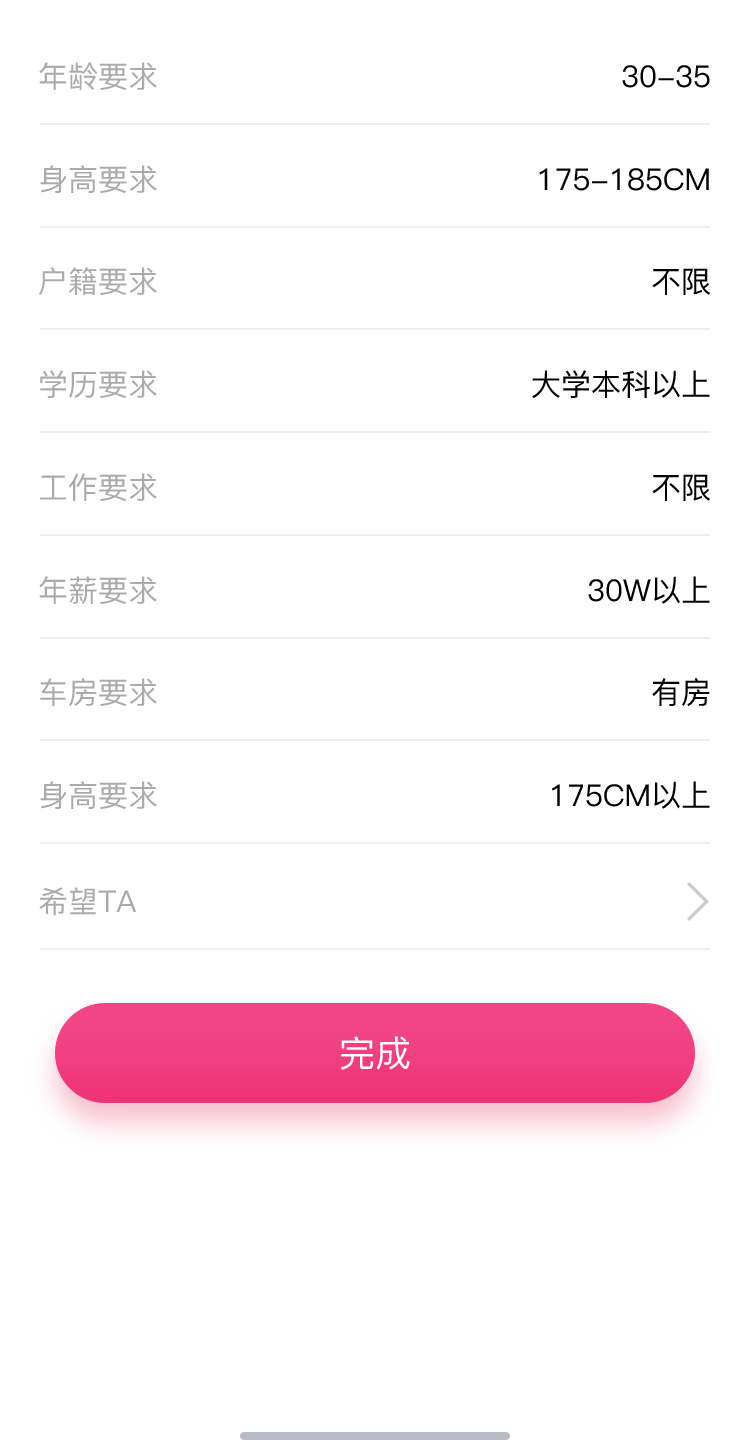 年龄要求 30-35
身高要求 175-185CM
户籍要求 不限
学历要求 大学本科以上
工作要求 不限
年薪要求 30W以上
车房要求 有房
身高要求 175CM以上
希望TA
完成